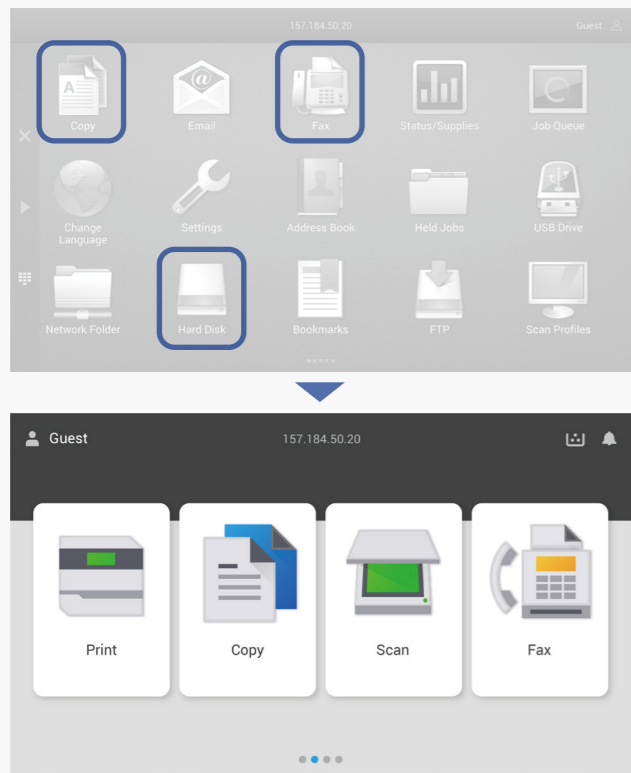 157.184.50.20 Guest
Copy Email Fax Status/Supplies Job Queue
Change
Language
Settings Address Book Held Jobs USB Drive
Network Folder Hard Disk Bookmarks FTP Scan Profiles
Guest 157.184.50.20
Print Copy Scan Fax